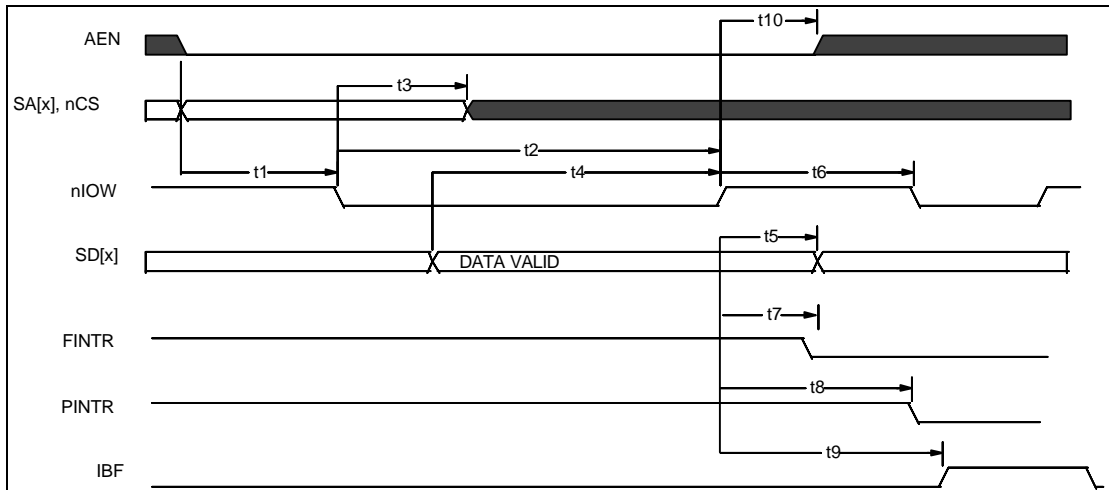 t10
AEN
t3
SA[x], nCS
t2
t1
t4
t6
nIOW
t5
SD[x]
DATA VALID
t7
FINTR
t8
PINTR
t9
IBF